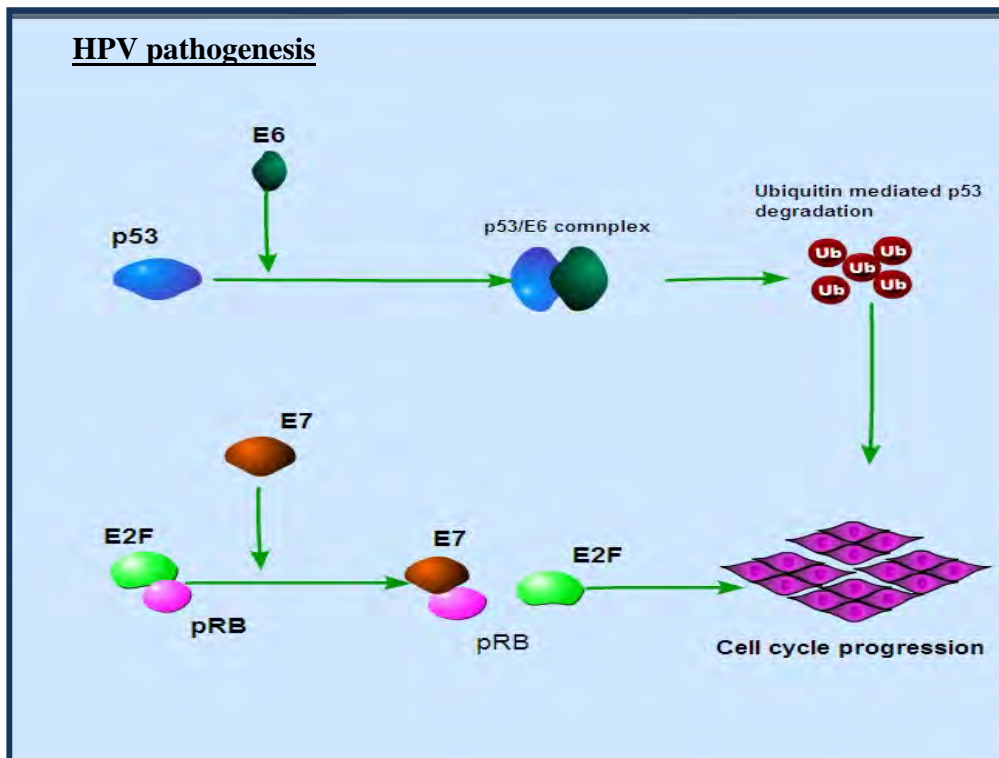 HPV pathogenesis
E6
p53
p53/E6 comnplex
Ubiquitin mediated p53
degradation
Ub
Ub
Ub
Ub
Ub
E7
E2F
pRB
E7
pRB
E2F
Cell cycle progression